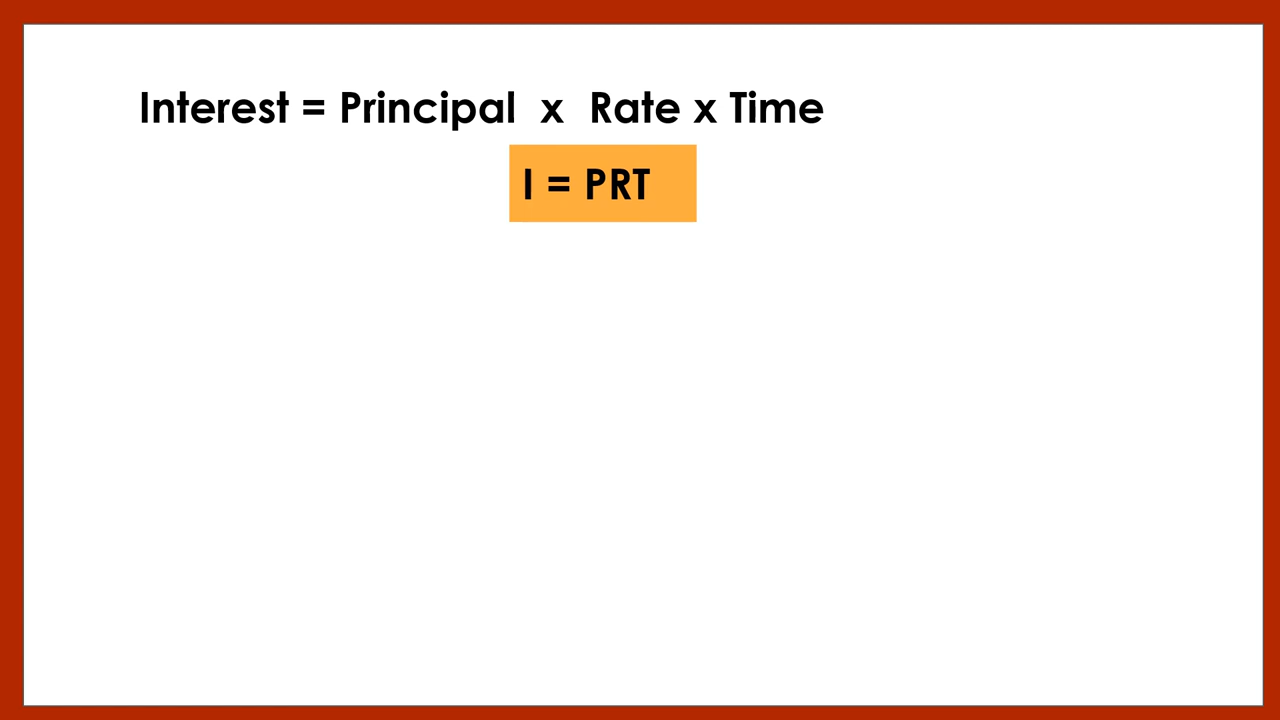 Interest = Principal x Rate x Time
I = PRT